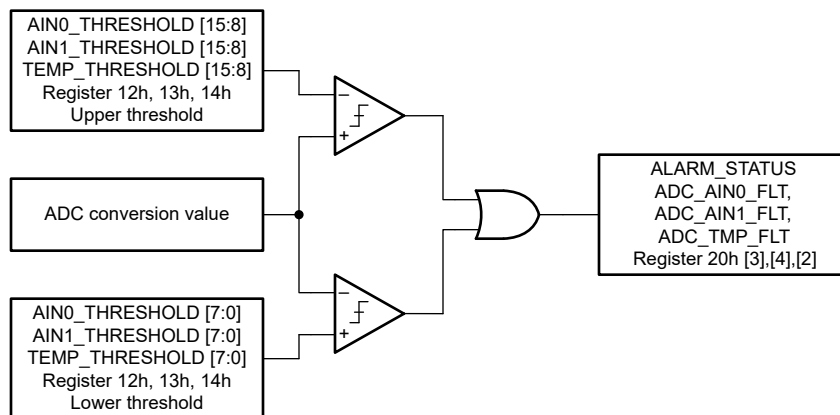 AIN0_THRESHOLD [15:8]
AIN1_THRESHOLD [15:8]
TEMP_THRESHOLD [15:8]
Register 12h, 13h, 14h
Upper threshold
−
+
ADC conversion value
ALARM_STATUS
ADC_AIN0_FLT,
ADC_AIN1_FLT,
ADC_TMP_FLT
Register 20h [3],[4],[2]
−
+
AIN0_THRESHOLD [7:0]
AIN1_THRESHOLD [7:0]
TEMP_THRESHOLD [7:0]
Register 12h, 13h, 14h
Lower threshold